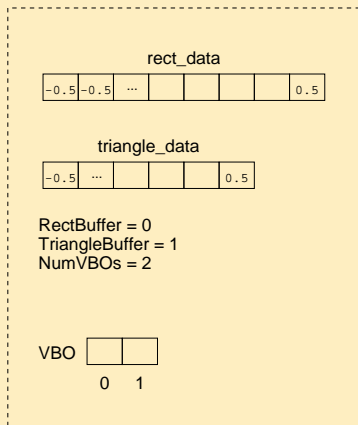 rect_data
-0.5 -0.5 ... 0.5
triangle_data
-0.5 ... 0.5
RectBuffer = 0
TriangleBuffer = 1
NumVBOs = 2
VBO
0 1